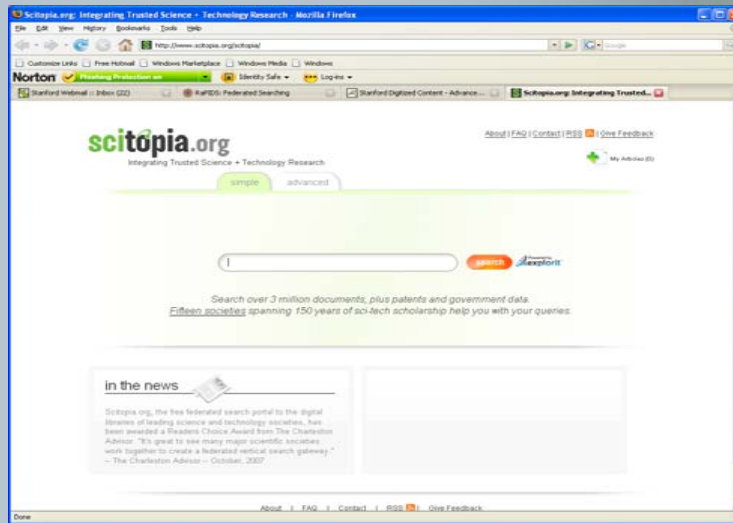 Scitopia.org: Integrating Trusted Science + Technology Research - Mozilla Firefox
File Edit View History Bookmarks Tools Help
http://www.scitopia.org/scitopia/
Google
Customize Links Free Hotmail Windows Marketplace Windows Media Windows
Norton Phishing Protection on Identity Safe Log-ins
Stanford Webmail :: Inbox (22) RaPIDS: Federated Searching Stanford Digitized Content - Advance... Scitopia.org: Integrating Trusted...
scitopia.org
About | FAQ | Contact | RSS | Give Feedback
Integrating Trusted Science + Technology Research
My Articles (0)
simple advanced
search Powered by explorit
Search over 3 million documents, plus patents and government data.
Fifteen societies spanning 150 years of sci-tech scholarship help you with your queries.
in the news
Scitopia.org, the free federated search portal to the digital
libraries of leading science and technology societies, has
been awarded a Readers Choice Award from The Charleston
Advisor. "It's great to see many major scientific societies
work together to create a federated vertical search gateway."
-- The Charleston Advisor -- October, 2007
About | FAQ | Contact | RSS | Give Feedback
Done